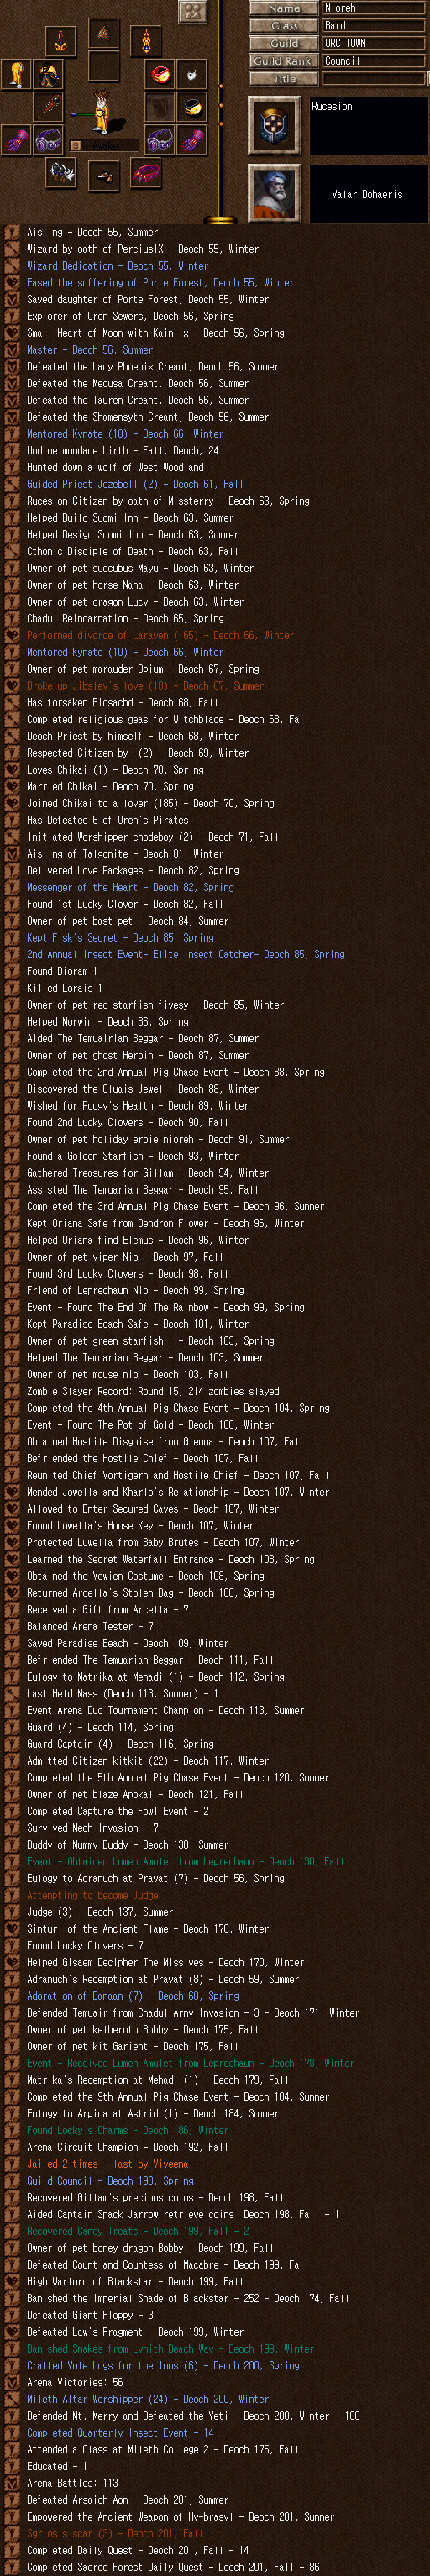 Name Nioreh
Class Bard
Guild ORC TOWN
Guild Rank Council
Title
Rucesion
Awake
Valar Dohaeris
Aisling - Deoch 55, Summer
Wizard by oath of PerciusIX - Deoch 55, Winter
Wizard Dedication - Deoch 55, Winter
Eased the suffering of Porte Forest, Deoch 55, Winter
Saved daughter of Porte Forest, Deoch 55, Winter
Explorer of Oren Sewers, Deoch 56, Spring
Small Heart of Moon with Kainllx - Deoch 56, Spring
Master - Deoch 56, Summer
Defeated the Lady Phoenix Creant, Deoch 56, Summer
Defeated the Medusa Creant, Deoch 56, Summer
Defeated the Tauren Creant, Deoch 56, Summer
Defeated the Shamensyth Creant, Deoch 56, Summer
Mentored Kynate (10) - Deoch 66, Winter
Undine mundane birth - Fall, Deoch, 24
Hunted down a wolf of West Woodland
Guided Priest Jezebell (2) - Deoch 61, Fall
Rucesion Citizen by oath of Missterry - Deoch 63, Spring
Helped Build Suomi Inn - Deoch 63, Summer
Helped Design Suomi Inn - Deoch 63, Summer
Cthonic Disciple of Death - Deoch 63, Fall
Owner of pet succubus Mayu - Deoch 63, Winter
Owner of pet horse Nana - Deoch 63, Winter
Owner of pet dragon Lucy - Deoch 63, Winter
Chadul Reincarnation - Deoch 65, Spring
Performed divorce of Laraven (165) - Deoch 66, Winter
Mentored Kynate (10) - Deoch 66, Winter
Owner of pet marauder Opium - Deoch 67, Spring
Broke up Jibsley's love (10) - Deoch 67, Summer
Has forsaken Fiosachd - Deoch 68, Fall
Completed religious geas for Witchblade - Deoch 68, Fall
Deoch Priest by himself - Deoch 68, Winter
Respected Citizen by  (2) - Deoch 69, Winter
Loves Chikai (1) - Deoch 70, Spring
Married Chikai - Deoch 70, Spring
Joined Chikai to a lover (185) - Deoch 70, Spring
Has Defeated 6 of Oren's Pirates
Initiated Worshipper chodeboy (2) - Deoch 71, Fall
Aisling of Talgonite - Deoch 81, Winter
Delivered Love Packages - Deoch 82, Spring
Messenger of the Heart - Deoch 82, Spring
Found 1st Lucky Clover - Deoch 82, Fall
Owner of pet bast pet - Deoch 84, Summer
Kept Fisk's Secret - Deoch 85, Spring
2nd Annual Insect Event- Elite Insect Catcher- Deoch 85, Spring
Found Dioram 1
Killed Lorais 1
Owner of pet red starfish fivesy - Deoch 85, Winter
Helped Morwin - Deoch 86, Spring
Aided The Temuairian Beggar - Deoch 87, Summer
Owner of pet ghost Heroin - Deoch 87, Summer
Completed the 2nd Annual Pig Chase Event - Deoch 88, Spring
Discovered the Cluais Jewel - Deoch 88, Winter
Wished for Pudgy's Health - Deoch 89, Winter
Found 2nd Lucky Clovers - Deoch 90, Fall
Owner of pet holiday erbie nioreh - Deoch 91, Summer
Found a Golden Starfish - Deoch 93, Winter
Gathered Treasures for Gillam - Deoch 94, Winter
Assisted The Temuarian Beggar - Deoch 95, Fall
Completed the 3rd Annual Pig Chase Event - Deoch 96, Summer
Kept Oriana Safe from Dendron Flower - Deoch 96, Winter
Helped Oriana find Elemus - Deoch 96, Winter
Owner of pet viper Nio - Deoch 97, Fall
Found 3rd Lucky Clovers - Deoch 98, Fall
Friend of Leprechaun Nio - Deoch 99, Spring
Event - Found The End Of The Rainbow - Deoch 99, Spring
Kept Paradise Beach Safe - Deoch 101, Winter
Owner of pet green starfish   - Deoch 103, Spring
Helped The Temuarian Beggar - Deoch 103, Summer
Owner of pet mouse nio - Deoch 103, Fall
Zombie Slayer Record: Round 15, 214 zombies slayed
Completed the 4th Annual Pig Chase Event - Deoch 104, Spring
Event - Found The Pot of Gold - Deoch 106, Winter
Obtained Hostile Disguise from Glenna - Deoch 107, Fall
Befriended the Hostile Chief - Deoch 107, Fall
Reunited Chief Vortigern and Hostile Chief - Deoch 107, Fall
Mended Jowella and Kharlo's Relationship - Deoch 107, Winter
Allowed to Enter Secured Caves - Deoch 107, Winter
Found Luwella's House Key - Deoch 107, Winter
Protected Luwella from Baby Brutes - Deoch 107, Winter
Learned the Secret Waterfall Entrance - Deoch 108, Spring
Obtained the Yowien Costume - Deoch 108, Spring
Returned Arcella's Stolen Bag - Deoch 108, Spring
Received a Gift from Arcella - 7
Balanced Arena Tester - 7
Saved Paradise Beach - Deoch 109, Winter
Befriended The Temuarian Beggar - Deoch 111, Fall
Eulogy to Matrika at Mehadi (1) - Deoch 112, Spring
Last Held Mass (Deoch 113, Summer) - 1
Event Arena Duo Tournament Champion - Deoch 113, Summer
Guard (4) - Deoch 114, Spring
Guard Captain (4) - Deoch 116, Spring
Admitted Citizen kitkit (22) - Deoch 117, Winter
Completed the 5th Annual Pig Chase Event - Deoch 120, Summer
Owner of pet blaze Apokal - Deoch 121, Fall
Completed Capture the Fowl Event - 2
Survived Mech Invasion - 7
Buddy of Mummy Buddy - Deoch 130, Summer
Event - Obtained Lumen Amulet from Leprechaun - Deoch 130, Fall
Eulogy to Adranuch at Pravat (7) - Deoch 56, Spring
Attempting to become Judge
Judge (3) - Deoch 137, Summer
Sinturi of the Ancient Flame - Deoch 170, Winter
Found Lucky Clovers - 7
Helped Gisaem Decipher The Missives - Deoch 170, Winter
Adranuch's Redemption at Pravat (8) - Deoch 59, Summer
Adoration of Danaan (7) - Deoch 60, Spring
Defended Temuair from Chadul Army Invasion - 3 - Deoch 171, Winter
Owner of pet kelberoth Bobby - Deoch 175, Fall
Owner of pet kit Garient - Deoch 175, Fall
Event - Received Lumen Amulet from Leprechaun - Deoch 178, Winter
Matrika's Redemption at Mehadi (1) - Deoch 179, Fall
Completed the 9th Annual Pig Chase Event - Deoch 184, Summer
Eulogy to Arpina at Astrid (1) - Deoch 184, Summer
Found Locky's Charms - Deoch 186, Winter
Arena Circuit Champion - Deoch 192, Fall
Jailed 2 times - last by Viveena
Guild Council - Deoch 198, Spring
Recovered Gillam's precious coins - Deoch 198, Fall
Aided Captain Spack Jarrow retrieve coins  Deoch 198, Fall - 1
Recovered Candy Treats - Deoch 199, Fall - 2
Owner of pet boney dragon Bobby - Deoch 199, Fall
Defeated Count and Countess of Macabre - Deoch 199, Fall
High Warlord of Blackstar - Deoch 199, Fall
Banished the Imperial Shade of Blackstar - 252 - Deoch 174, Fall
Defeated Giant Floppy - 3
Defeated Law's Fragment - Deoch 199, Winter
Banished Snakes from Lynith Beach Way - Deoch 199, Winter
Crafted Yule Logs for the Inns (6) - Deoch 200, Spring
Arena Victories: 56
Mileth Altar Worshipper (24) - Deoch 200, Winter
Defended Mt. Merry and Defeated the Yeti - Deoch 200, Winter - 100
Completed Quarterly Insect Event - 14
Attended a Class at Mileth College 2 - Deoch 175, Fall
Educated - 1
Arena Battles: 113
Defeated Arsaidh Aon - Deoch 201, Summer
Empowered the Ancient Weapon of Hy-brasyl - Deoch 201, Summer
Sgrios's scar (3) - Deoch 201, Fall
Completed Daily Quest - Deoch 201, Fall - 14
Completed Sacred Forest Daily Quest - Deoch 201, Fall - 86